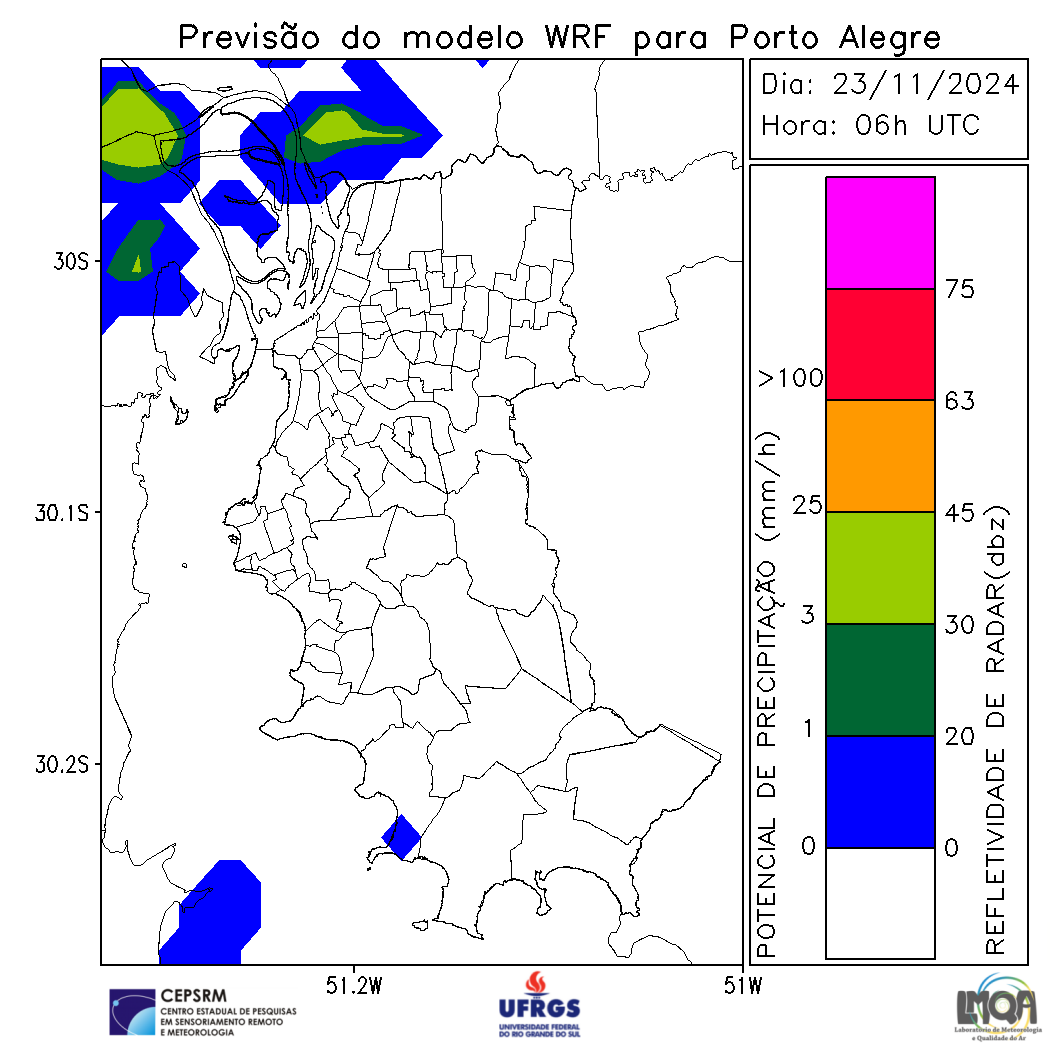 Previsão do modelo WRF para Porto Alegre
Dia: 23/11/2024
Hora: 06h UTC
30S
30.1S
30.2S
51.2W
51W
POTENCIAL DE PRECIPITAÇÃO (mm/h)
>100
25
3
1
0
75
63
45
30
20
0
REFLETIVIDADE DE RADAR(dbz)
CEPSRM
CENTRO ESTADUAL DE PESQUISAS
EM SENSORIAMENTO REMOTO
E METEOROLOGIA
UFRGS
UNIVERSIDADE FEDERAL
DO RIO GRANDE DO SUL
LMQA
Laboratório de Meteorologia
e Qualidade do Ar